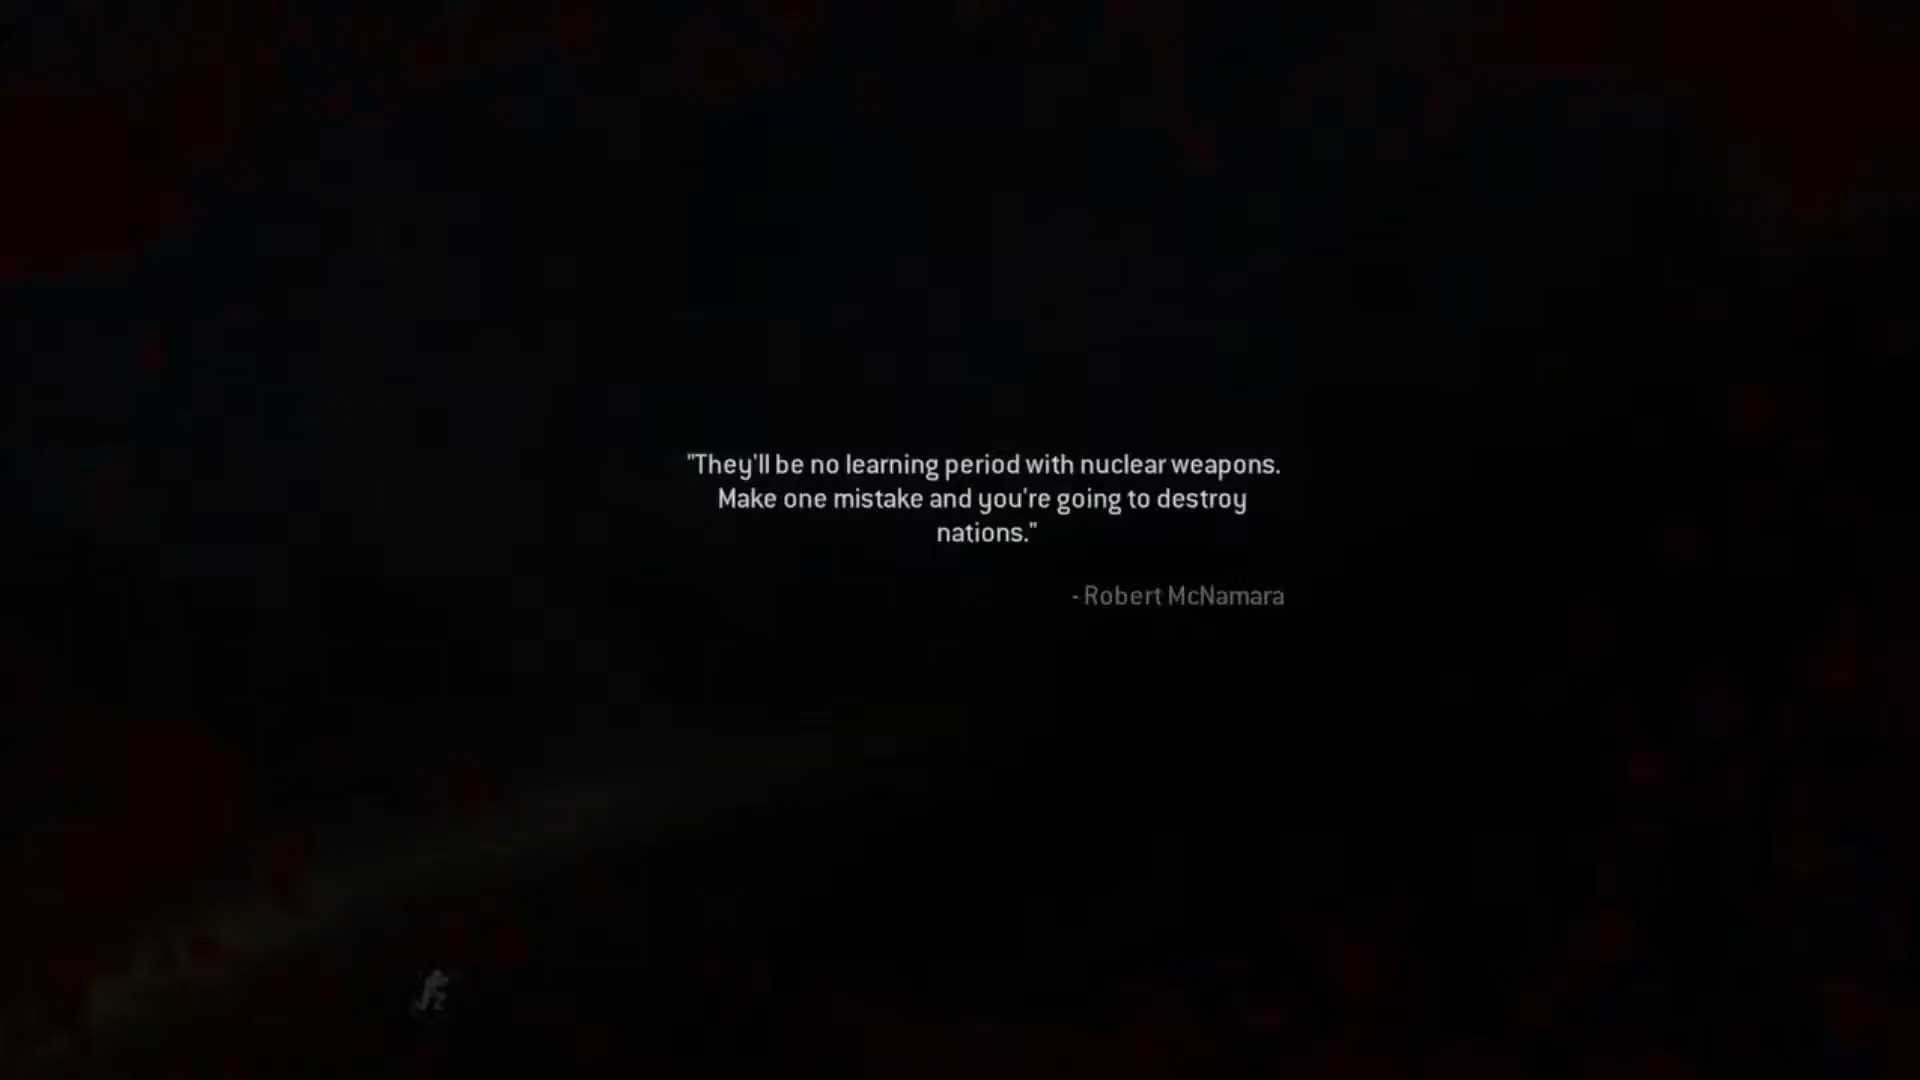 "They'll be no learning period with nuclear weapons.
Make one mistake and you're going to destroy
nations."
- Robert McNamara